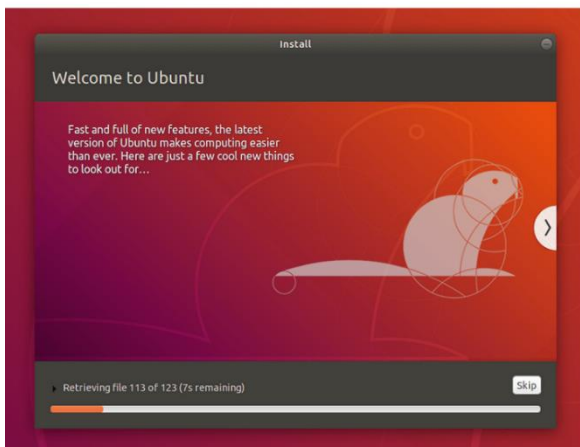 Install
Welcome to Ubuntu
Fast and full of new features, the latest
version of Ubuntu makes computing easier
than ever. Here are just a few cool new things
to look out for…
Retrieving file 113 of 123 (7s remaining)
Skip